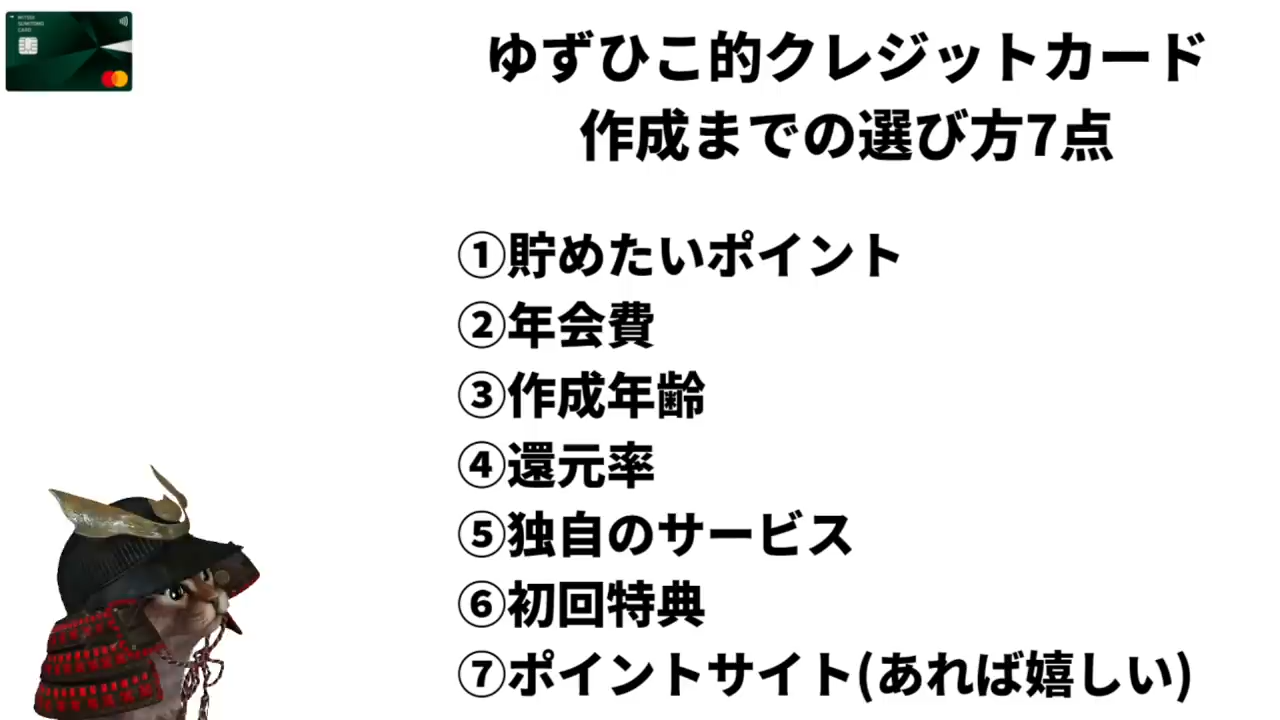 MITSUI
SUMITOMO
CARD
ゆずひこ的クレジットカード
作成までの選び方7点
①貯めたいポイント
②年会費
③作成年齢
④還元率
⑤独自のサービス
⑥初回特典
⑦ポイントサイト(あれば嬉しい)